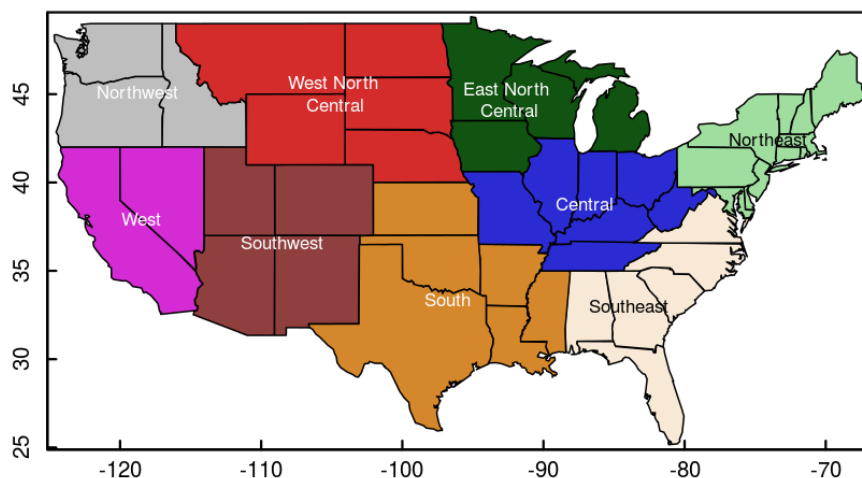 45
40
35
30
25
Northwest
West North
Central
East North
Central
Northeast
West
Southwest
Central
South
Southeast
-120
-110
-100
-90
-80
-70